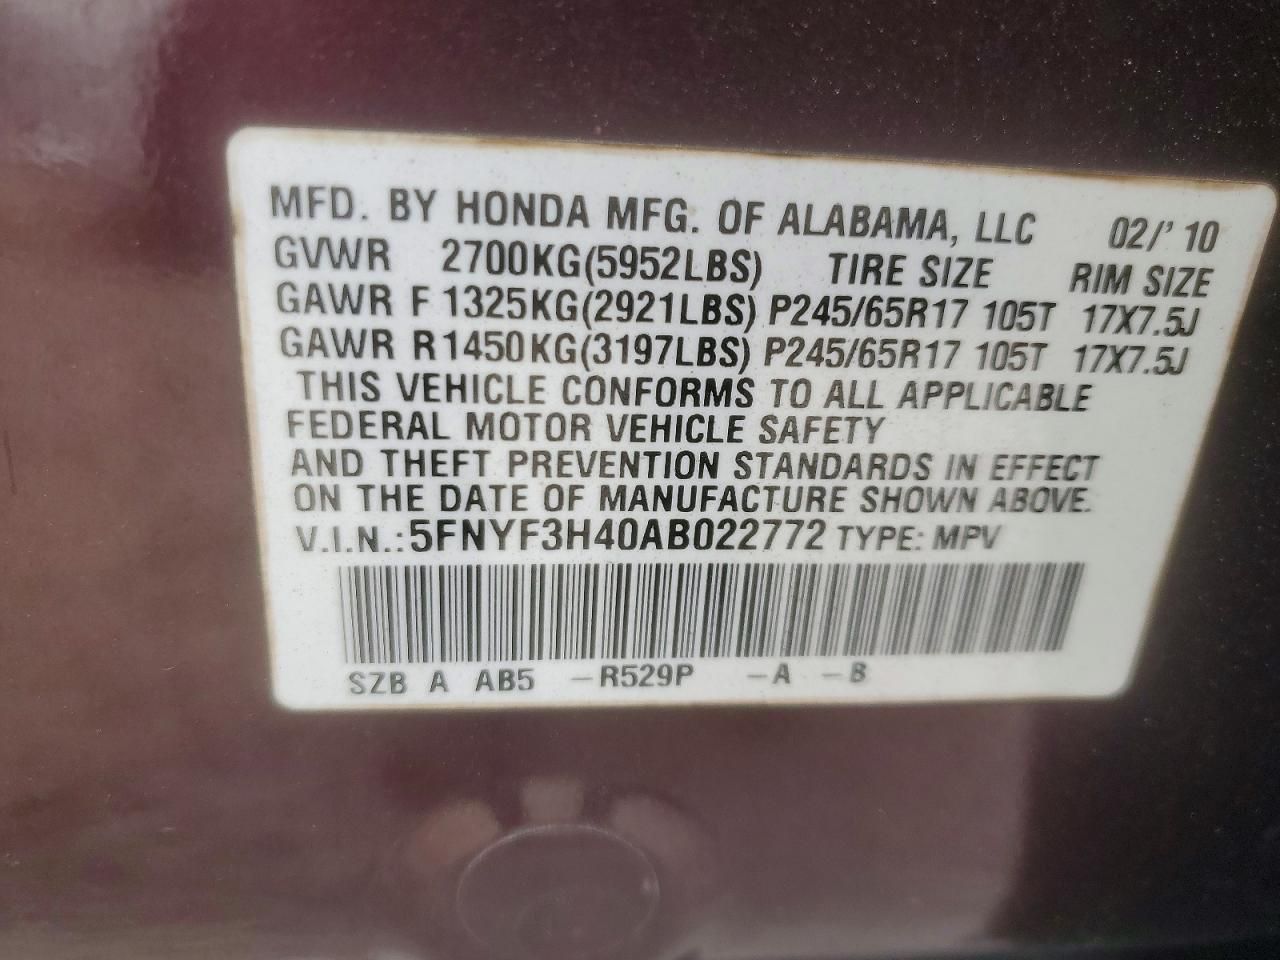 MFD. BY HONDA MFG. OF ALABAMA, LLC 02/'10
GVWR 2700KG(5952LBS) TIRE SIZE RIM SIZE
GAWR F 1325KG(2921LBS) P245/65R17 105T 17X7.5J
GAWR R1450KG(3197LBS) P245/65R17 105T 17X7.5J
THIS VEHICLE CONFORMS TO ALL APPLICABLE
FEDERAL MOTOR VEHICLE SAFETY
AND THEFT PREVENTION STANDARDS IN EFFECT
ON THE DATE OF MANUFACTURE SHOWN ABOVE.
V.I.N.: 5FNYF3H40AB022772 TYPE: MPV
SZB A AB5 -R529P -A -B